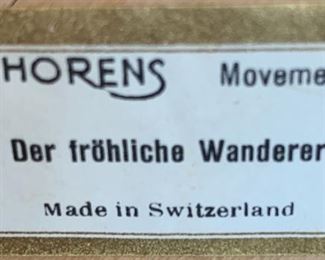 HORENS Moveme
Der fröhliche Wanderer
Made in Switzerland